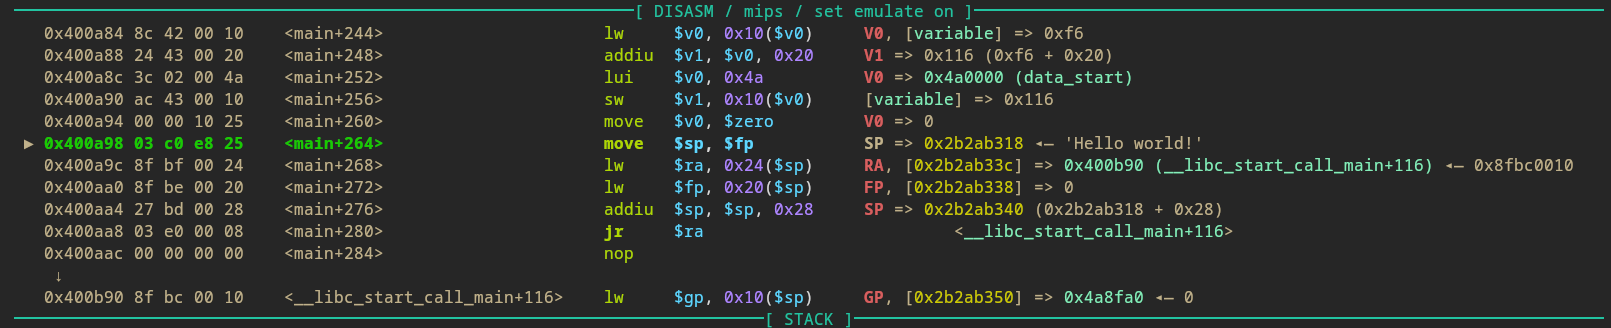 [ DISASM / mips / set emulate on ]
0x400a84 8c 42 00 10 <main+244> lw $v0, 0x10($v0) V0, [variable] => 0xf6
0x400a88 24 43 00 20 <main+248> addiu $v1, $v0, 0x20 V1 => 0x116 (0xf6 + 0x20)
0x400a8c 3c 02 00 4a <main+252> lui $v0, 0x4a V0 => 0x4a0000 (data_start)
0x400a90 ac 43 00 10 <main+256> sw $v1, 0x10($v0) [variable] => 0x116
0x400a94 00 00 10 25 <main+260> move $v0, $zero V0 => 0
► 0x400a98 03 c0 e8 25 <main+264> move $sp, $fp SP => 0x2b2ab318 ◂— 'Hello world!'
0x400a9c 8f bf 00 24 <main+268> lw $ra, 0x24($sp) RA, [0x2b2ab33c] => 0x400b90 (__libc_start_call_main+116) ◂— 0x8fbc0010
0x400aa0 8f be 00 20 <main+272> lw $fp, 0x20($sp) FP, [0x2b2ab338] => 0
0x400aa4 27 bd 00 28 <main+276> addiu $sp, $sp, 0x28 SP => 0x2b2ab340 (0x2b2ab318 + 0x28)
0x400aa8 03 e0 00 08 <main+280> jr $ra <__libc_start_call_main+116>
0x400aac 00 00 00 00 <main+284> nop
↓
0x400b90 8f bc 00 10 <__libc_start_call_main+116> lw $gp, 0x10($sp) GP, [0x2b2ab350] => 0x4a8fa0 ◂— 0
[ STACK ]